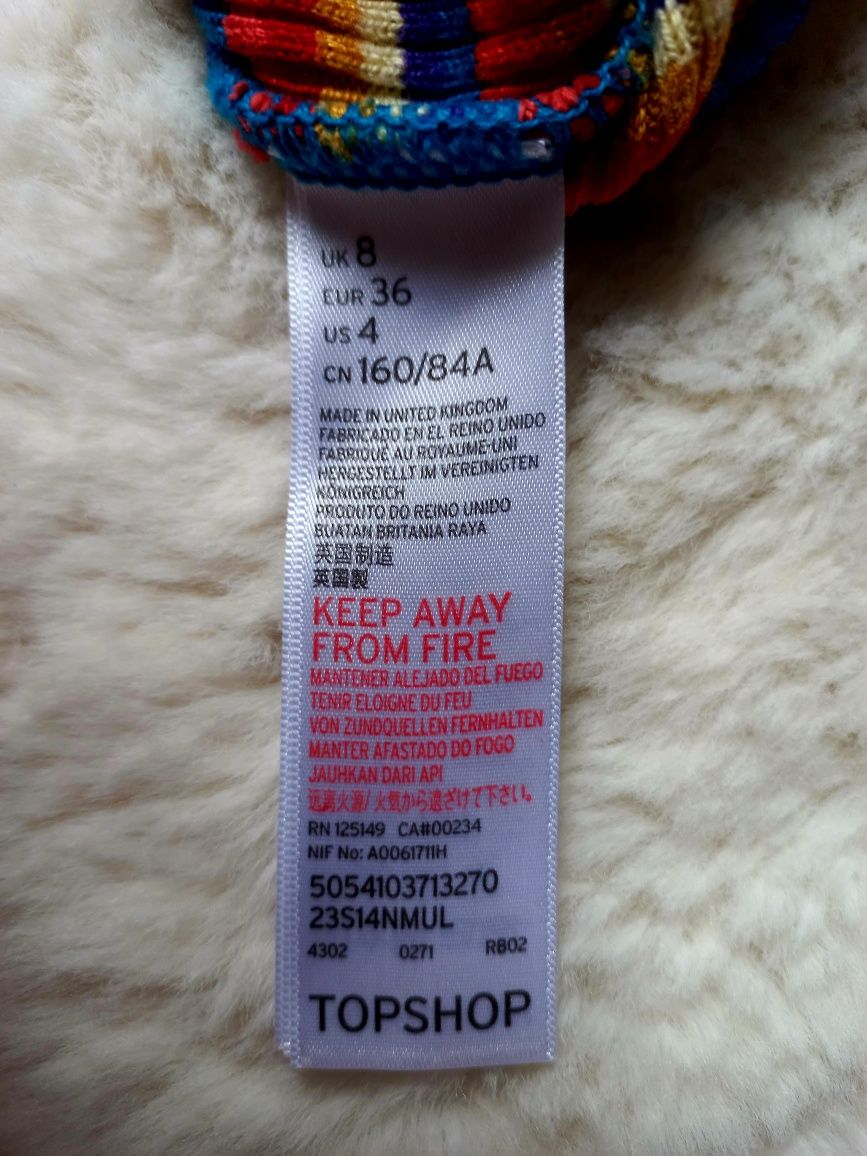 UK 8
EUR 36
US 4
CN 160/84A
MADE IN UNITED KINGDOM
FABRICADO EN EL REINO UNIDO
FABRIQUÉ AU ROYAUME-UNI
HERGESTELLT IM VEREINIGTEN
KÖNIGREICH
PRODUTO DO REINO UNIDO
BUATAN BRITANIA RAYA
英国制造
英国製
KEEP AWAY
FROM FIRE
MANTENER ALEJADO DEL FUEGO
TENIR ELOIGNE DU FEU
VON ZUNDQUELLEN FERNHALTEN
MANTER AFASTADO DO FOGO
JAUHKAN DARI API
远离火源/火気から遠ざけて下さい。
RN 125149 CA#00234
NIF No: A0061711H
5054103713270
23S14NMUL
4302 0271 RB02
TOPSHOP